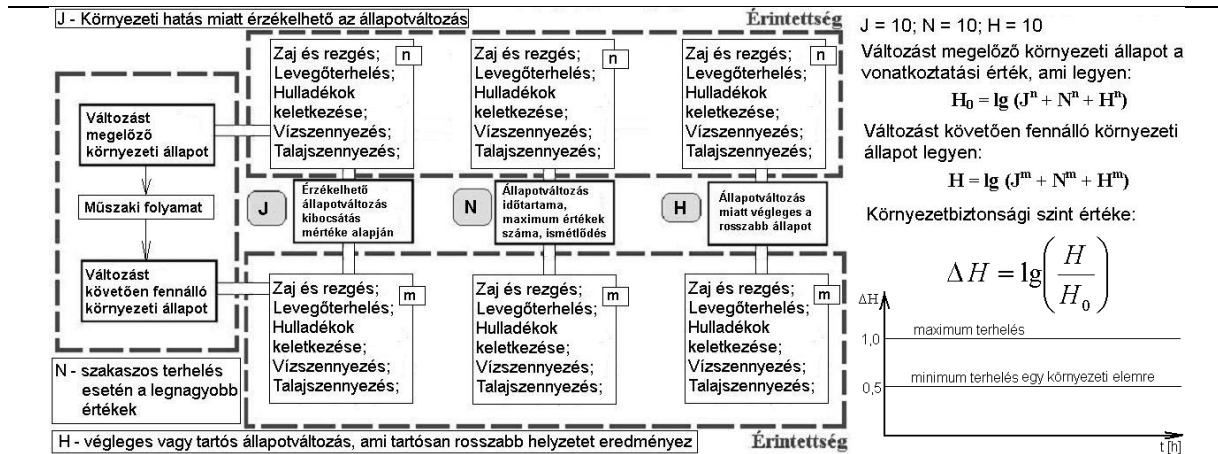 J - Környezeti hatás miatt érzékelhető az állapotváltozás
Érintettség
Változást
megelőző
környezeti állapot
Műszaki folyamat
Változást
követően fennálló
környezeti állapot
Zaj és rezgés;
n
Levegőterhelés;
Hulladékok
keletkezése;
Vízszennyezés;
Talajszennyezés;
Zaj és rezgés;
n
Levegőterhelés;
Hulladékok
keletkezése;
Vízszennyezés;
Talajszennyezés;
Zaj és rezgés;
n
Levegőterhelés;
Hulladékok
keletkezése;
Vízszennyezés;
Talajszennyezés;
J
Érzékelhető
állapotváltozás
kibocsátás
mértéke alapján
N
Állapotváltozás
időtartama,
maximum értékek
száma, ismétlődés
H
Állapotváltozás
miatt végleges a
rosszabb állapot
Zaj és rezgés;
m
Levegőterhelés;
Hulladékok
keletkezése;
Vízszennyezés;
Talajszennyezés;
Zaj és rezgés;
m
Levegőterhelés;
Hulladékok
keletkezése;
Vízszennyezés;
Talajszennyezés;
Zaj és rezgés;
m
Levegőterhelés;
Hulladékok
keletkezése;
Vízszennyezés;
Talajszennyezés;
N - szakaszos terhelés
esetén a legnagyobb
értékek
H - végleges vagy tartós állapotváltozás, ami tartósan rosszabb helyzetet eredményez
Érintettség
J = 10; N = 10; H = 10
Változást megelőző környezeti állapot a
vonatkoztatási érték, ami legyen:
H₀ = lg (Jⁿ + Nⁿ + Hⁿ)
Változást követően fennálló környezeti
állapot legyen:
H = lg (Jᵐ + Nᵐ + Hᵐ)
Környezetbiztonsági szint értéke:
ΔH = lg(H/H₀)
ΔH
1,0
maximum terhelés
0,5
minimum terhelés egy környezeti elemre
t [h]